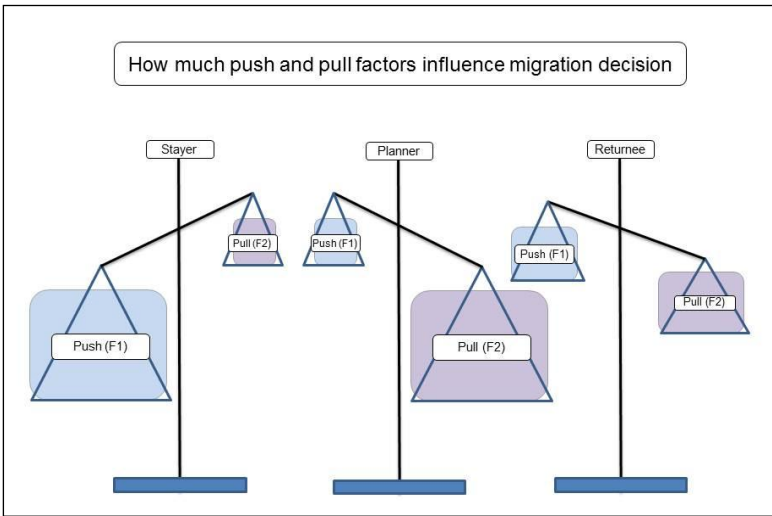 How much push and pull factors influence migration decision
Stayer
Planner
Returnee
Pull (F2)
Push (F1)
Push (F1)
Pull (F2)
Push (F1)
Pull (F2)